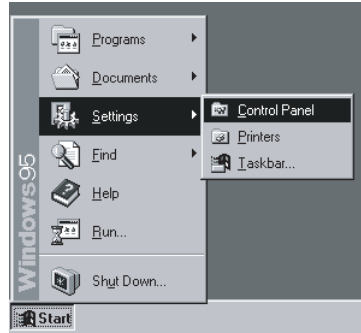 Programs
Documents
Settings
Find
Help
Run...
Shut Down...
Windows95
Control Panel
Printers
Taskbar...
Start